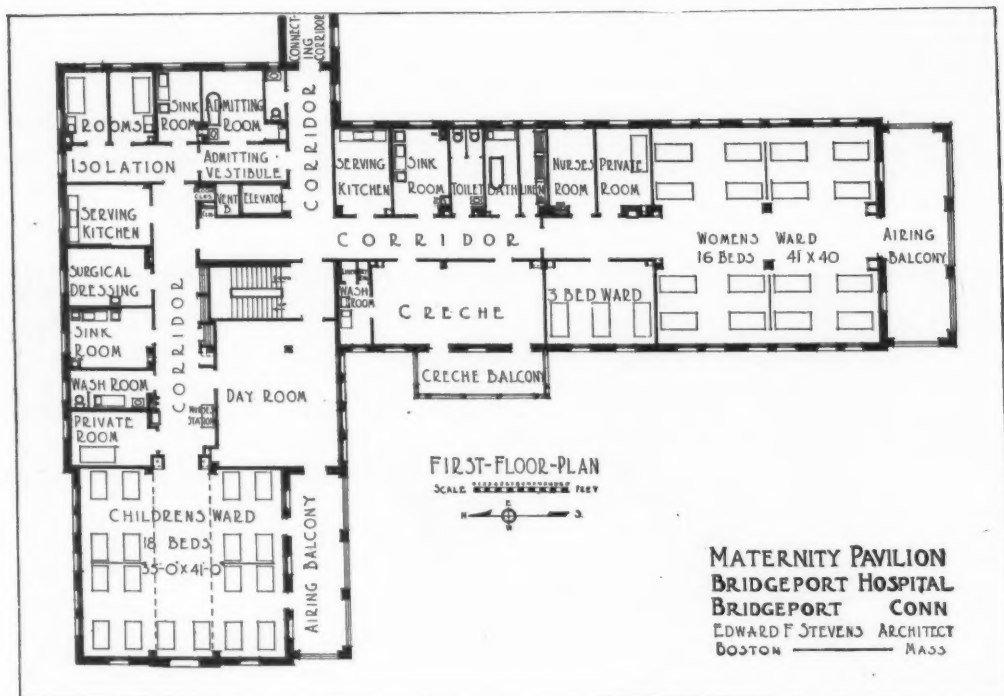 CONNECT-
ING
CORRIDOR
ROOMS
SINK
ROOM
ADMITTING
ROOM
CORRIDOR
ISOLATION
ADMITTING
VESTIBULE
SERVING
KITCHEN
SINK
ROOM
TOILET
BATH
LINEN
NURSES
ROOM
PRIVATE
ROOM
SERVING
KITCHEN
VENT
ELEVATOR
CORRIDOR
WOMENS WARD
16 BEDS 41 X 40
AIRING
BALCONY
SURGICAL
DRESSING
CORRIDOR
WASH
ROOM
CRECHE
3 BED WARD
SINK
ROOM
WASH ROOM
DAY ROOM
CRECHE BALCONY
PRIVATE
ROOM
NURSES
STATION
CHILDRENS WARD
18 BEDS
35-0 X 41-0
AIRING BALCONY
FIRST-FLOOR-PLAN
SCALE FEET
E
N S.
W
MATERNITY PAVILION
BRIDGEPORT HOSPITAL
BRIDGEPORT CONN
EDWARD F STEVENS ARCHITECT
BOSTON MASS